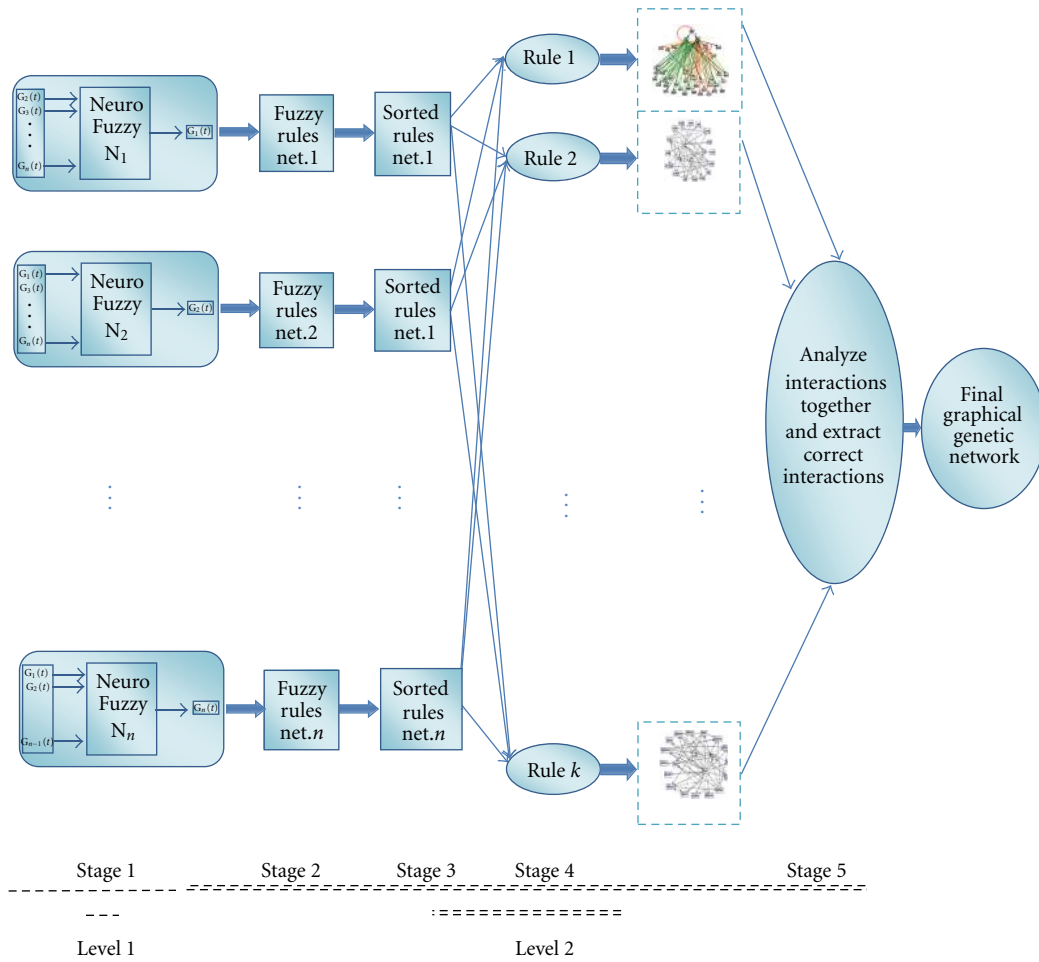 G2(t)
G3(t)
Gn(t)
Neuro
Fuzzy
N1
G1(t)
Fuzzy
rules
net.1
Sorted
rules
net.1
Rule 1
Rule 2
G1(t)
G3(t)
Gn(t)
Neuro
Fuzzy
N2
G2(t)
Fuzzy
rules
net.2
Sorted
rules
net.1
Analyze
interactions
together
and extract
correct
interactions
Final
graphical
genetic
network
G1(t)
G2(t)
Gn−1(t)
Neuro
Fuzzy
Nn
Gn(t)
Fuzzy
rules
net.n
Sorted
rules
net.n
Rule k
Stage 1 Stage 2 Stage 3 Stage 4 Stage 5
Level 1 Level 2